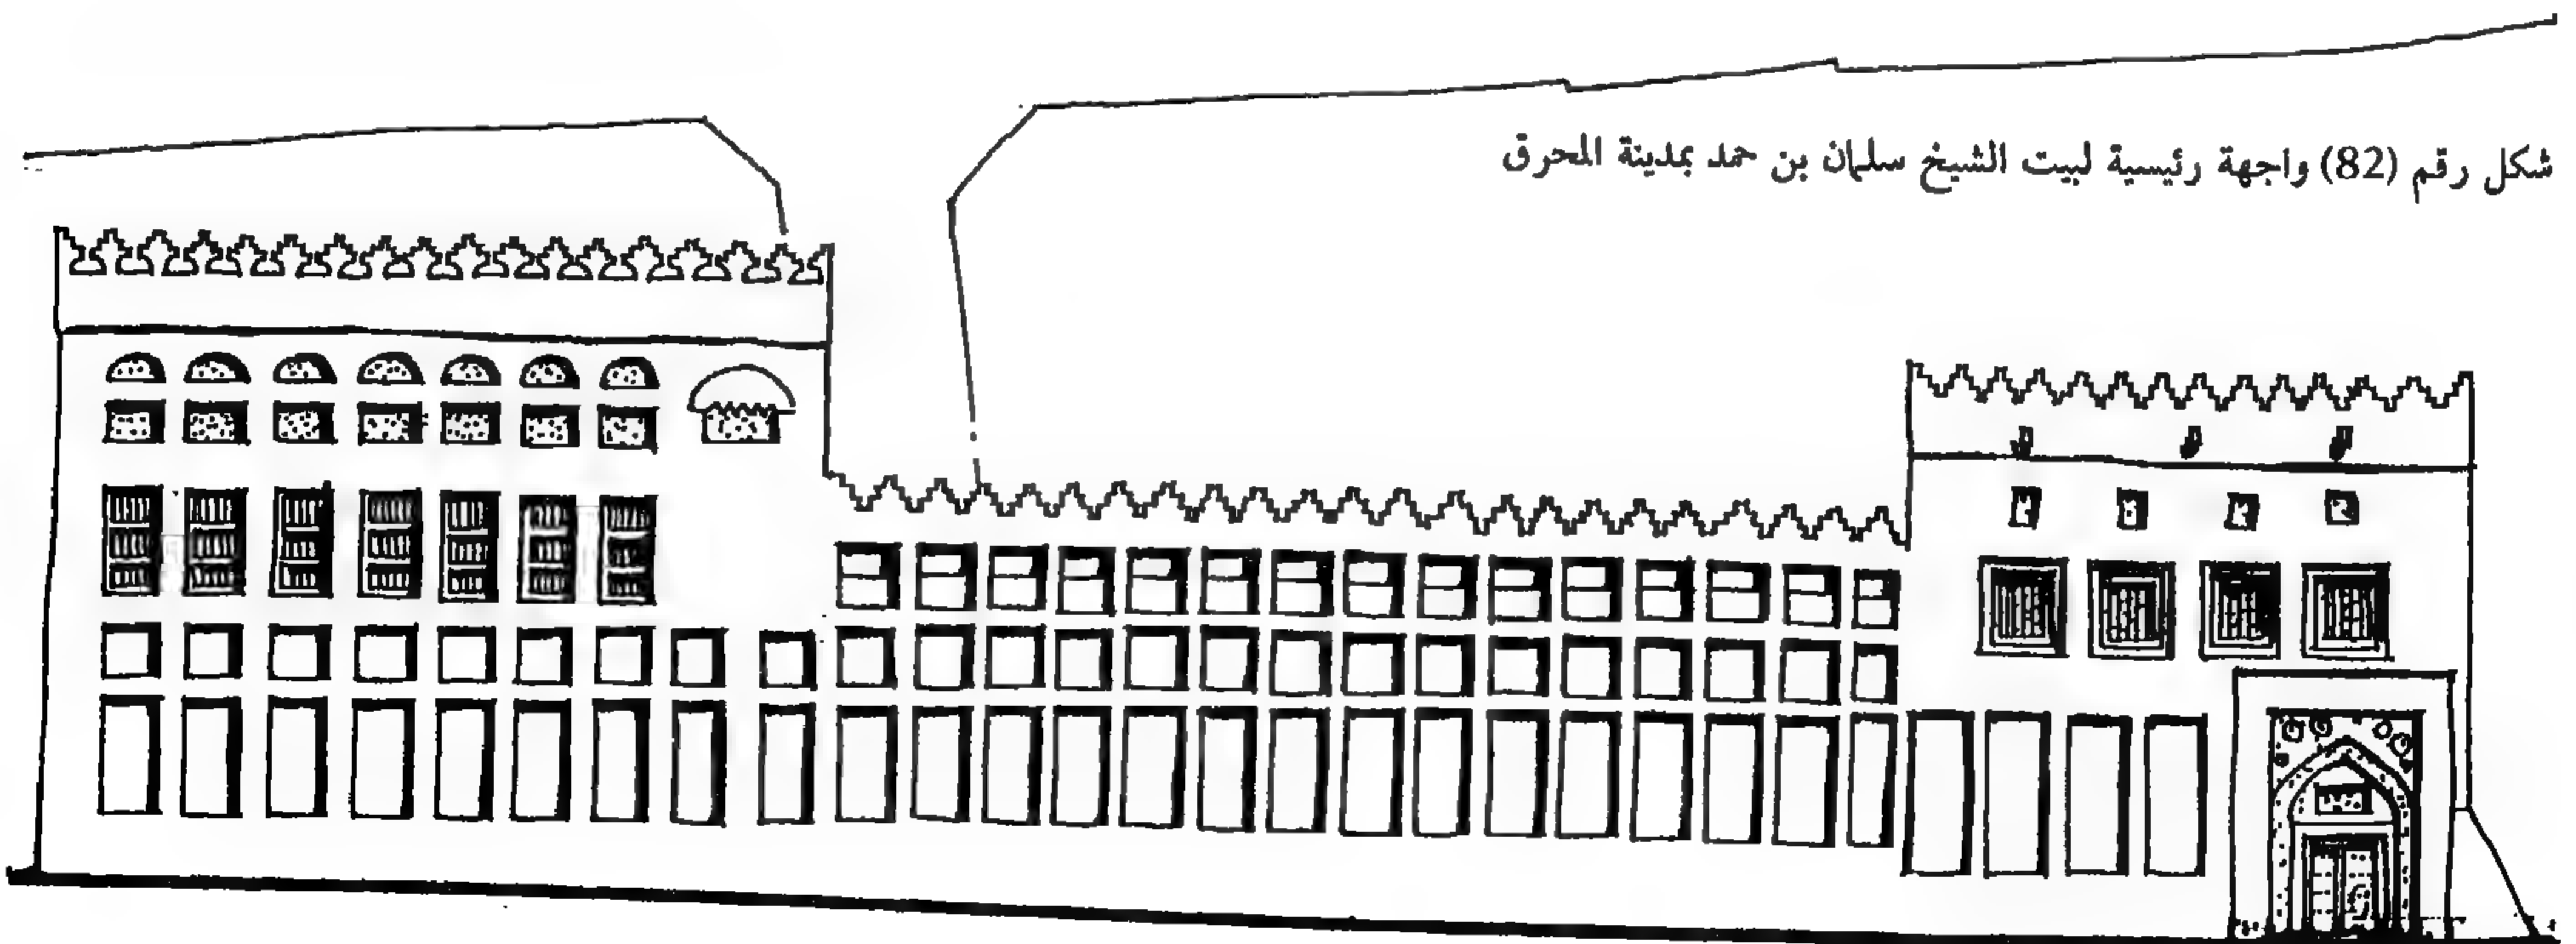 شكل رقم (82) واجهة رئيسية لبيت الشيخ سلمان بن حمد بمدينة المحرق